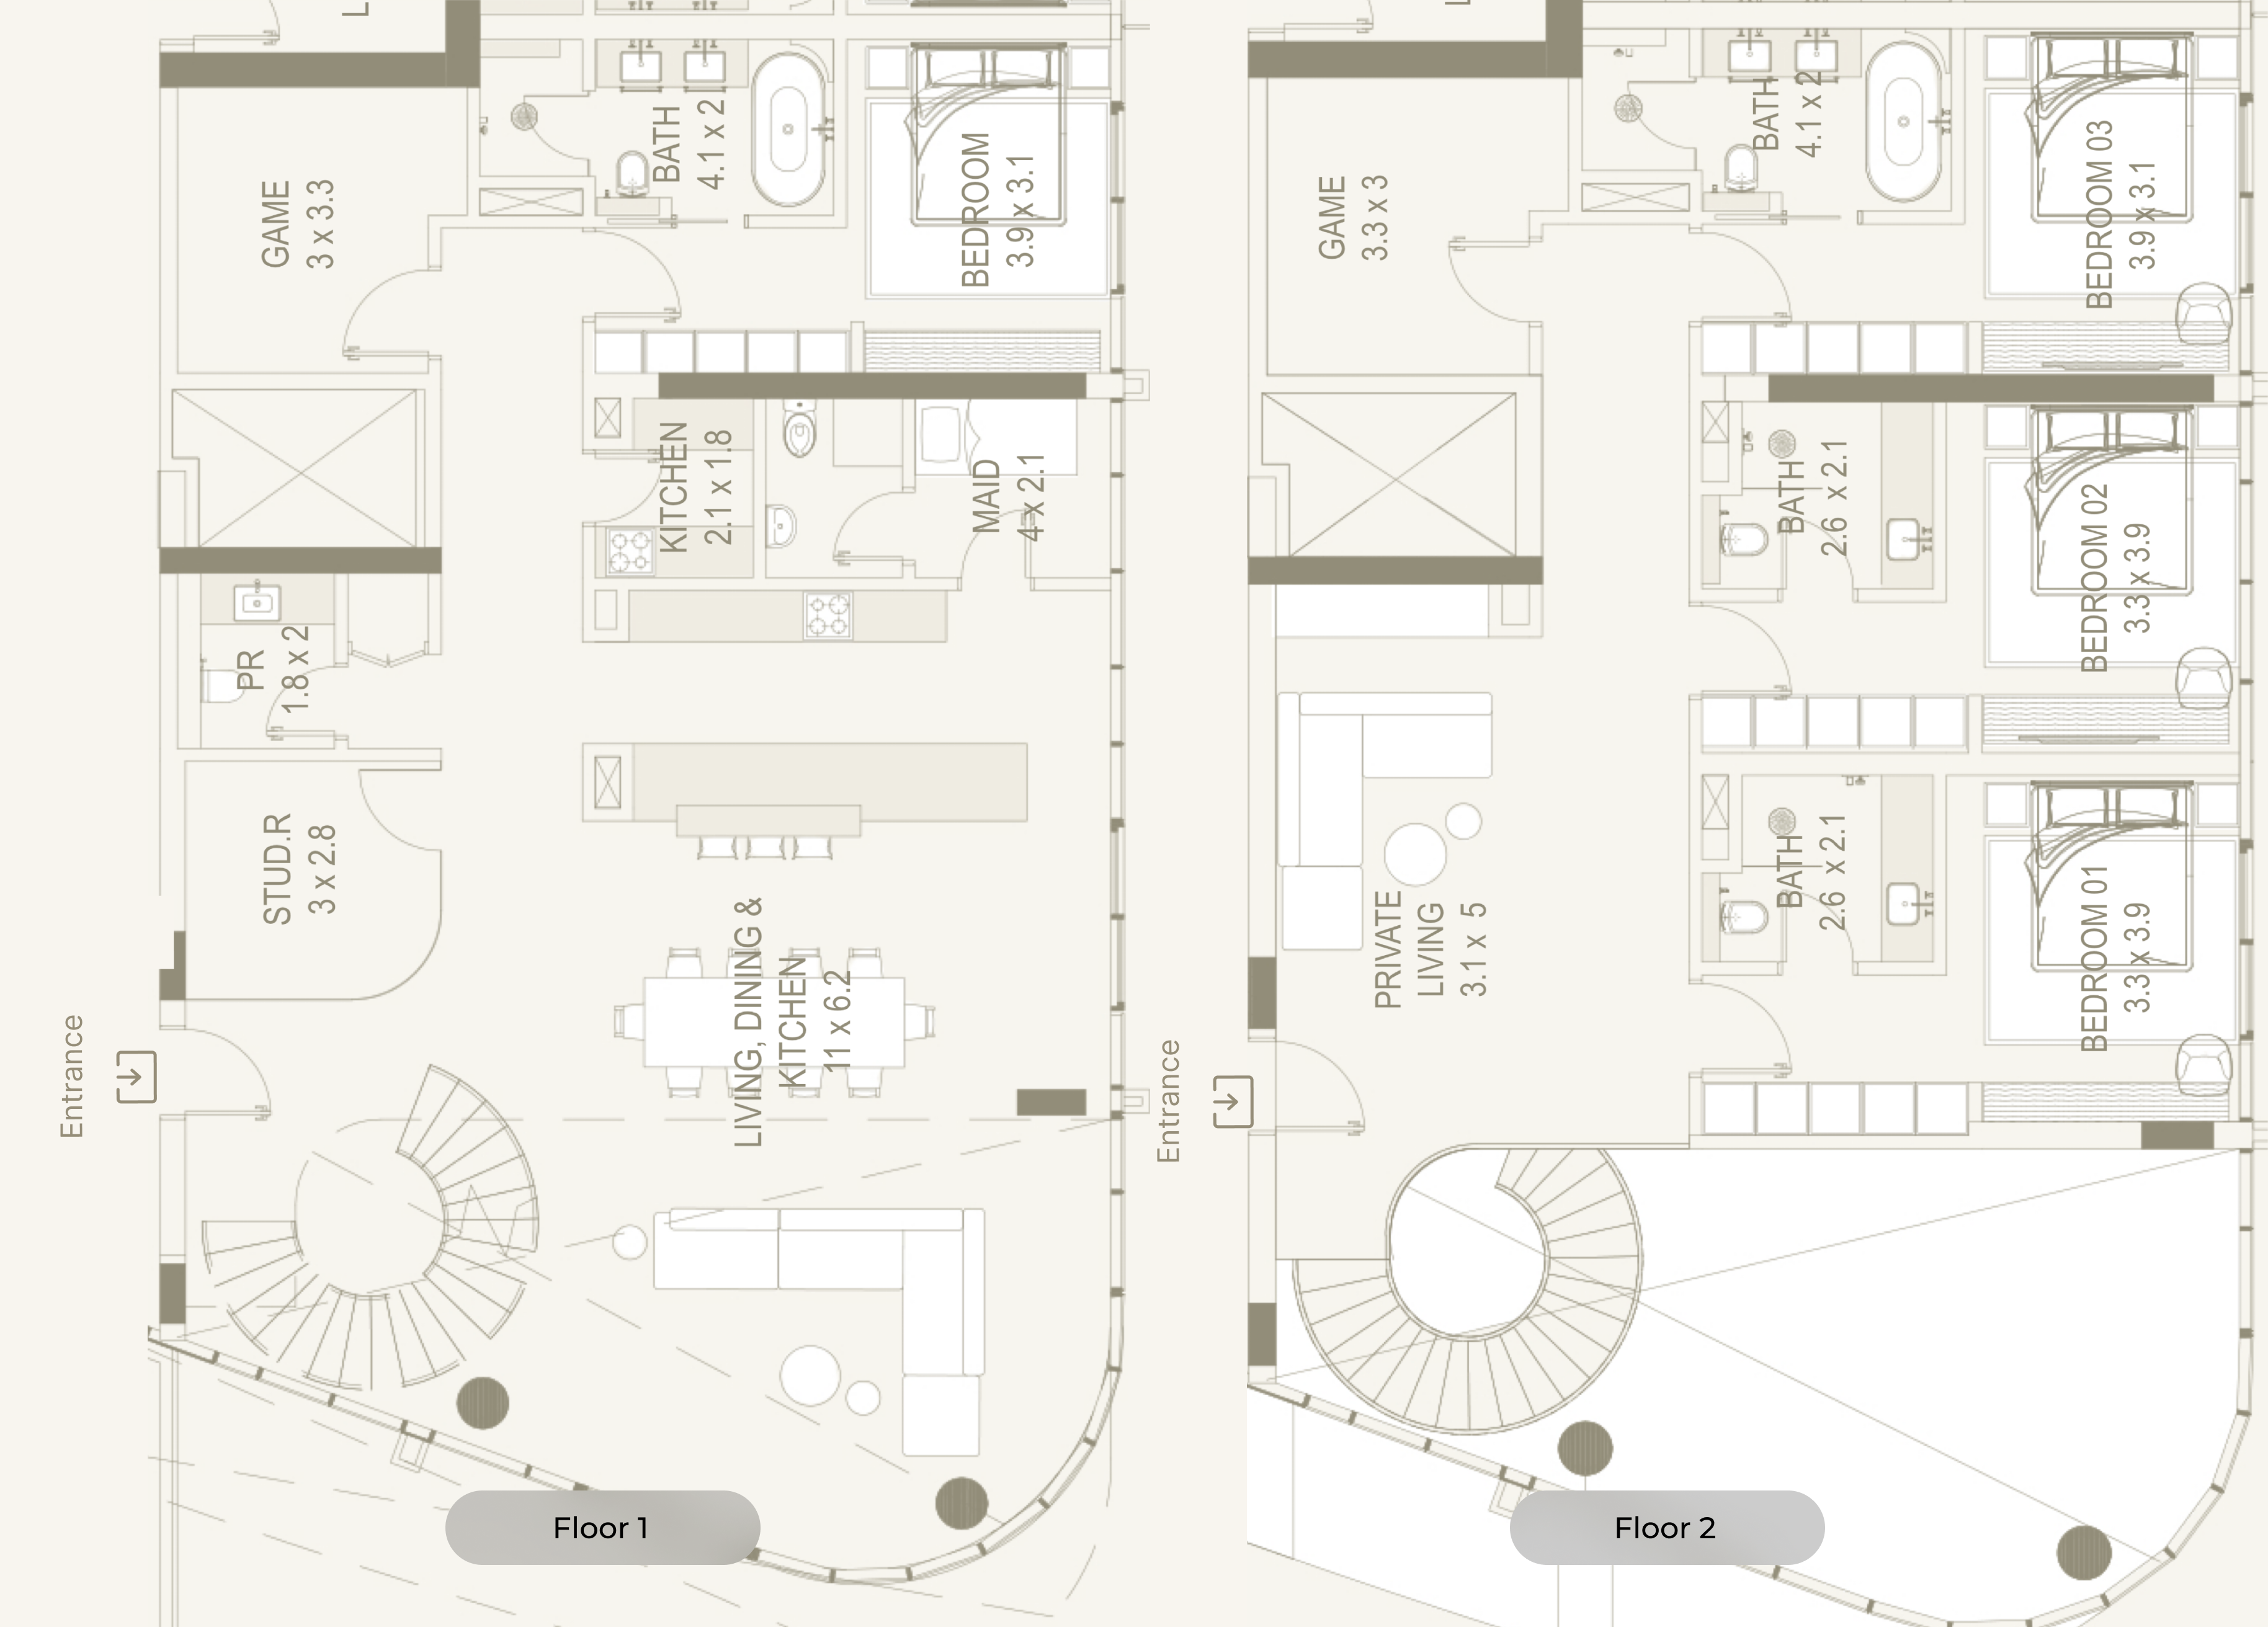 GAME
3 x 3.3
BATH
4.1 x 2
BEDROOM
3.9 x 3.1
KITCHEN
2.1 x 1.8
MAID
4 x 2.1
PR
1.8 x 2
STUD.R
3 x 2.8
LIVING, DINING &
KITCHEN
11 x 6.2
Entrance
Floor 1
GAME
3.3 x 3
BATH
4.1 x 2
BEDROOM 03
3.9 x 3.1
BATH
2.6 x 2.1
BEDROOM 02
3.3 x 3.9
PRIVATE
LIVING
3.1 x 5
BATH
2.6 x 2.1
BEDROOM 01
3.3 x 3.9
Entrance
Floor 2